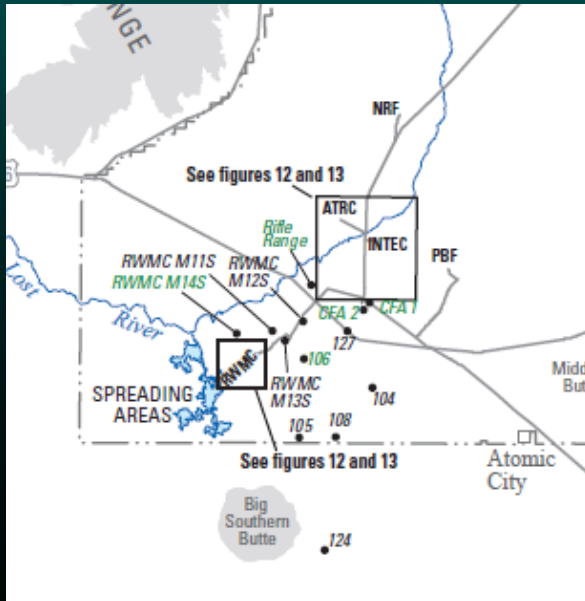 NGE
NRF
See figures 12 and 13
ATRC
Rifle
Range
INTEC
PBF
RWMC M11S
RWMC
M12S
RWMC M14S
Lost
River
CFA 2
CFA 1
127
106
RWMC
RWMC
M13S
Midd
But
SPREADING
AREAS
104
105
108
See figures 12 and 13
Atomic
City
Big
Southern
Butte
124